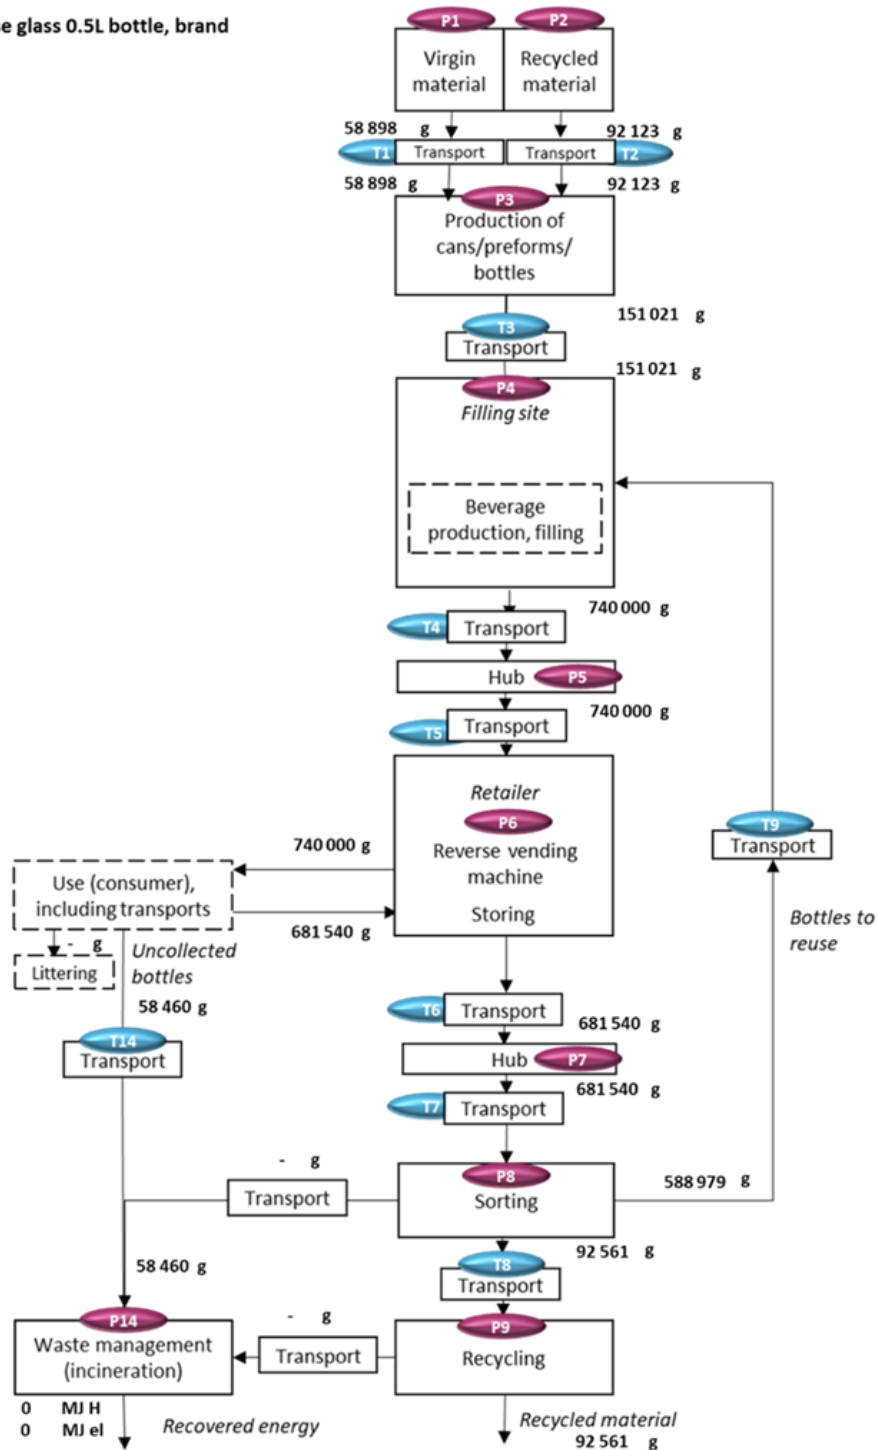 e glass 0.5L bottle, brand
P1 P2
Virgin material
Recycled material
58 898 g
92 123 g
T1 Transport
Transport T2
58 898 g
92 123 g
P3
Production of
cans/preforms/
bottles
151 021 g
T3
Transport
151 021 g
P4
Filling site
Beverage
production, filling
740 000 g
T4 Transport
Hub P5
740 000 g
T5 Transport
Retailer
P6
Reverse vending
machine
Storing
740 000 g
681 540 g
Use (consumer),
including transports
- g
Littering
Uncollected
bottles
58 460 g
T14
Transport
T9
Transport
Bottles to
reuse
T6 Transport
681 540 g
Hub P7
681 540 g
T7 Transport
P8
Sorting
- g
Transport
588 979 g
92 561 g
T8
Transport
58 460 g
P14
Waste management
(incineration)
- g
Transport
P9
Recycling
0 MJ H
0 MJ el
Recovered energy
Recycled material
92 561 g